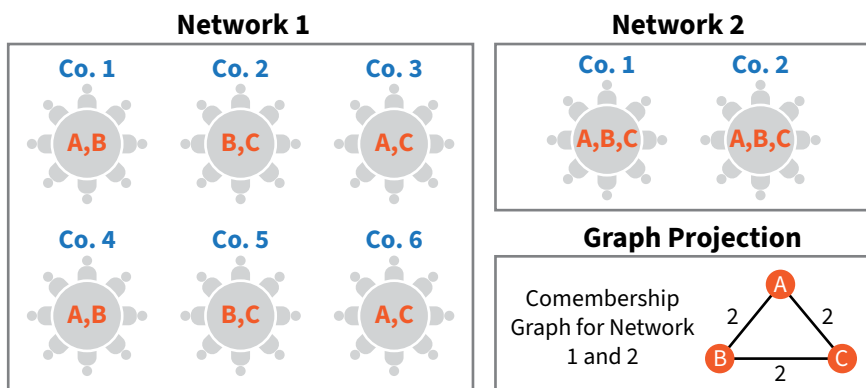 Network 1
Co. 1
Co. 2
Co. 3
A,B
B,C
A,C
Co. 4
Co. 5
Co. 6
A,B
B,C
A,C
Network 2
Co. 1
Co. 2
A,B,C
A,B,C
Graph Projection
Comembership
Graph for Network
1 and 2
A
2
2
B
C
2